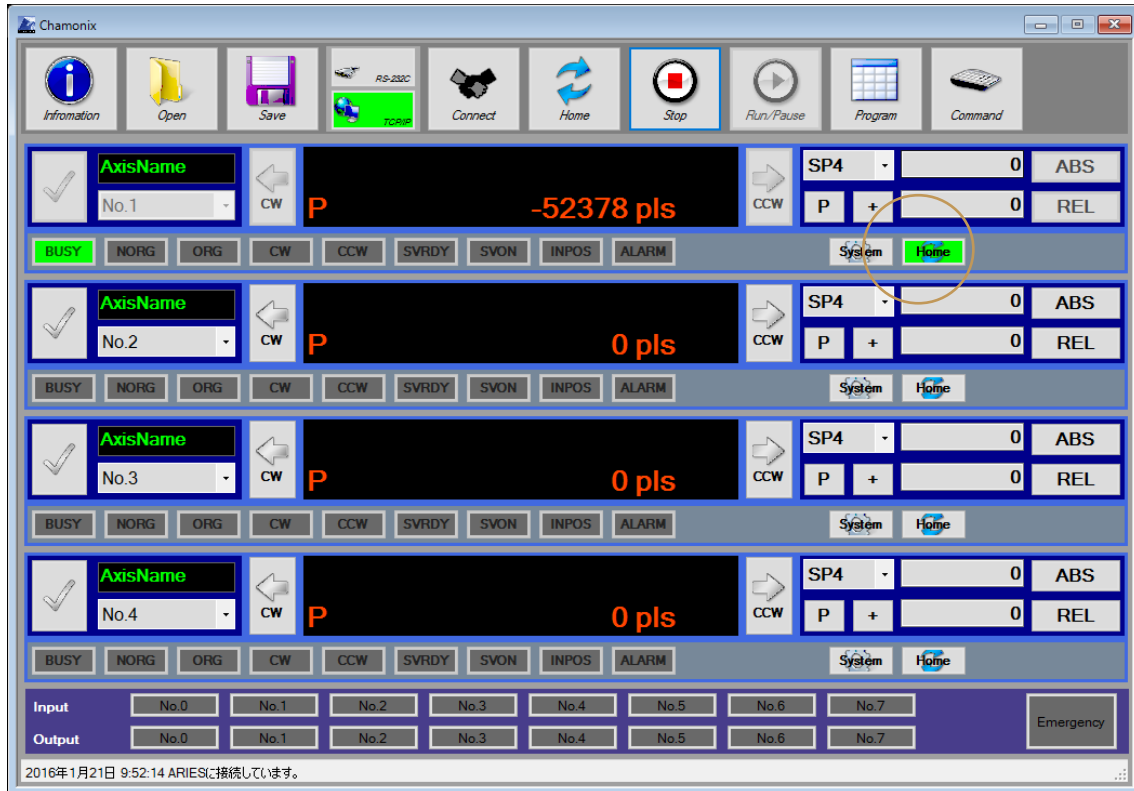 Chamonix
Infromation Open Save RS-232C TCP/IP Connect Home Stop Run/Pause Program Command
AxisName SP4 0 ABS
No.1 CW P -52378 pls CCW P + 0 REL
BUSY NORG ORG CW CCW SVRDY SVON INPOS ALARM System Home
AxisName SP4 0 ABS
No.2 CW P 0 pls CCW P + 0 REL
BUSY NORG ORG CW CCW SVRDY SVON INPOS ALARM System Home
AxisName SP4 0 ABS
No.3 CW P 0 pls CCW P + 0 REL
BUSY NORG ORG CW CCW SVRDY SVON INPOS ALARM System Home
AxisName SP4 0 ABS
No.4 CW P 0 pls CCW P + 0 REL
BUSY NORG ORG CW CCW SVRDY SVON INPOS ALARM System Home
Input No.0 No.1 No.2 No.3 No.4 No.5 No.6 No.7
Emergency
Output No.0 No.1 No.2 No.3 No.4 No.5 No.6 No.7
2016年1月21日 9:52:14 ARIESに接続しています。